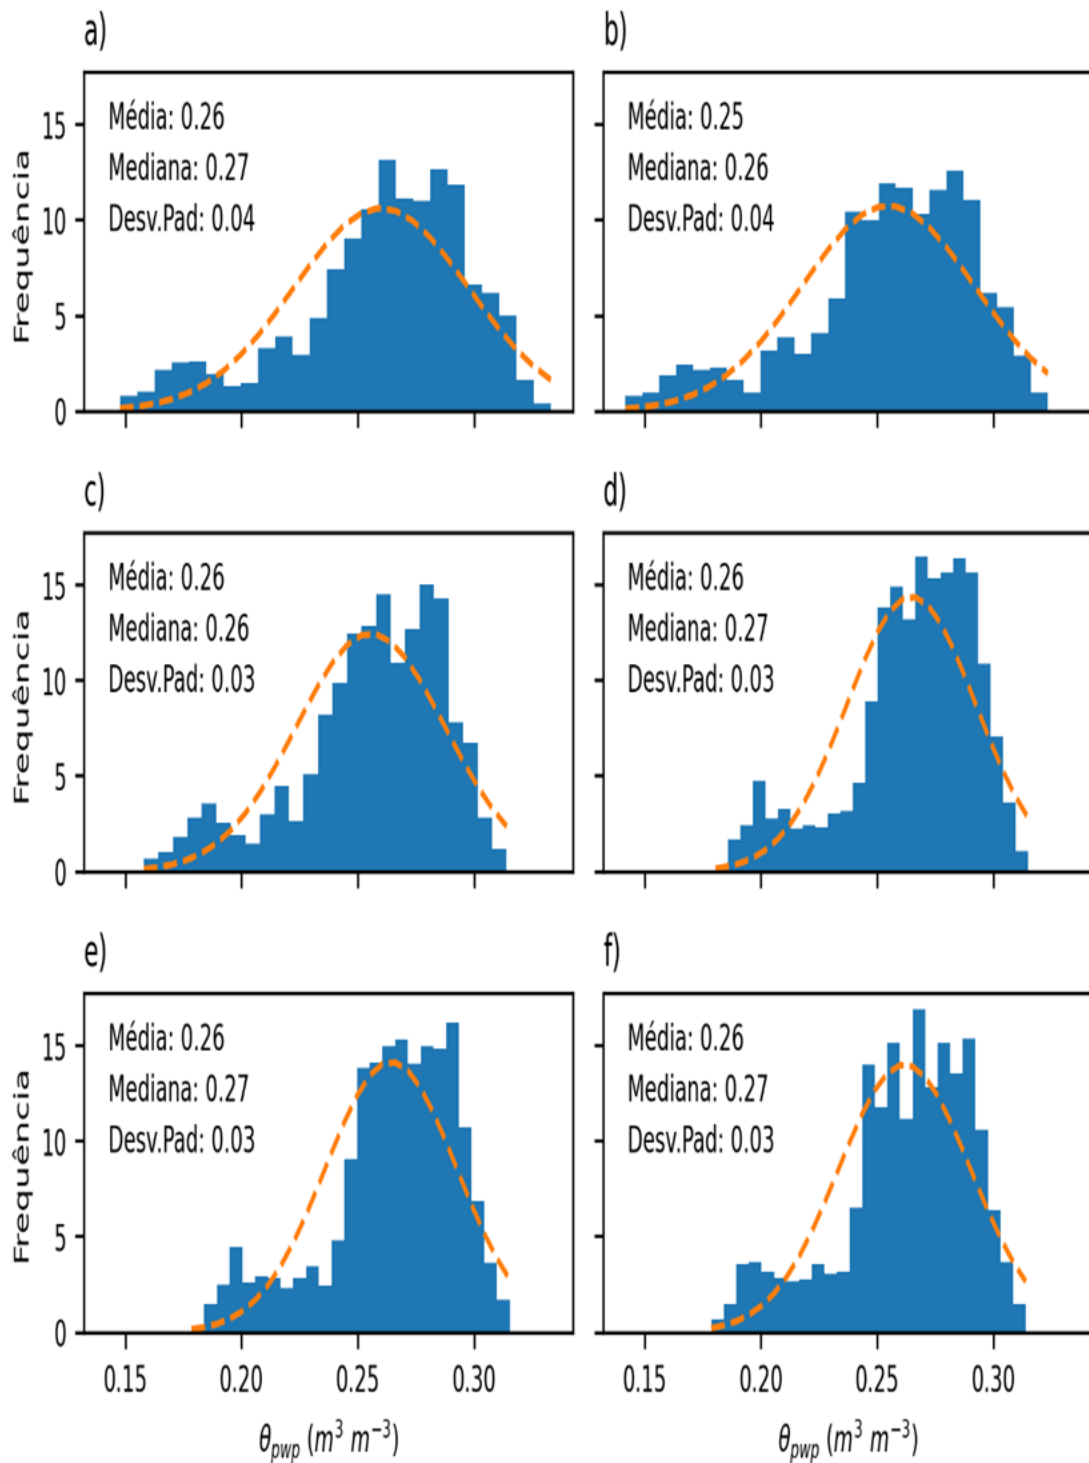 a)
Média: 0.26
Mediana: 0.27
Desv.Pad: 0.04
Frequência
15
10
5
0
b)
Média: 0.25
Mediana: 0.26
Desv.Pad: 0.04
c)
Média: 0.26
Mediana: 0.26
Desv.Pad: 0.03
Frequência
15
10
5
0
d)
Média: 0.26
Mediana: 0.27
Desv.Pad: 0.03
e)
Média: 0.26
Mediana: 0.27
Desv.Pad: 0.03
Frequência
15
10
5
0
0.15 0.20 0.25 0.30
θ_pwp (m³ m⁻³)
f)
Média: 0.26
Mediana: 0.27
Desv.Pad: 0.03
0.15 0.20 0.25 0.30
θ_pwp (m³ m⁻³)